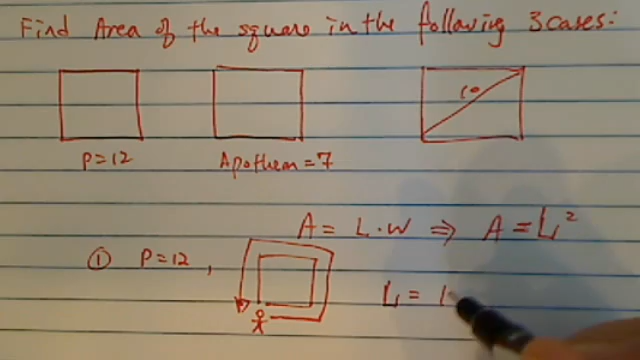 Find Area of the square in the following 3 cases:
10
P=12
Apothem = 7
A = L · W ⇒ A = L²
① P=12,
L = 1